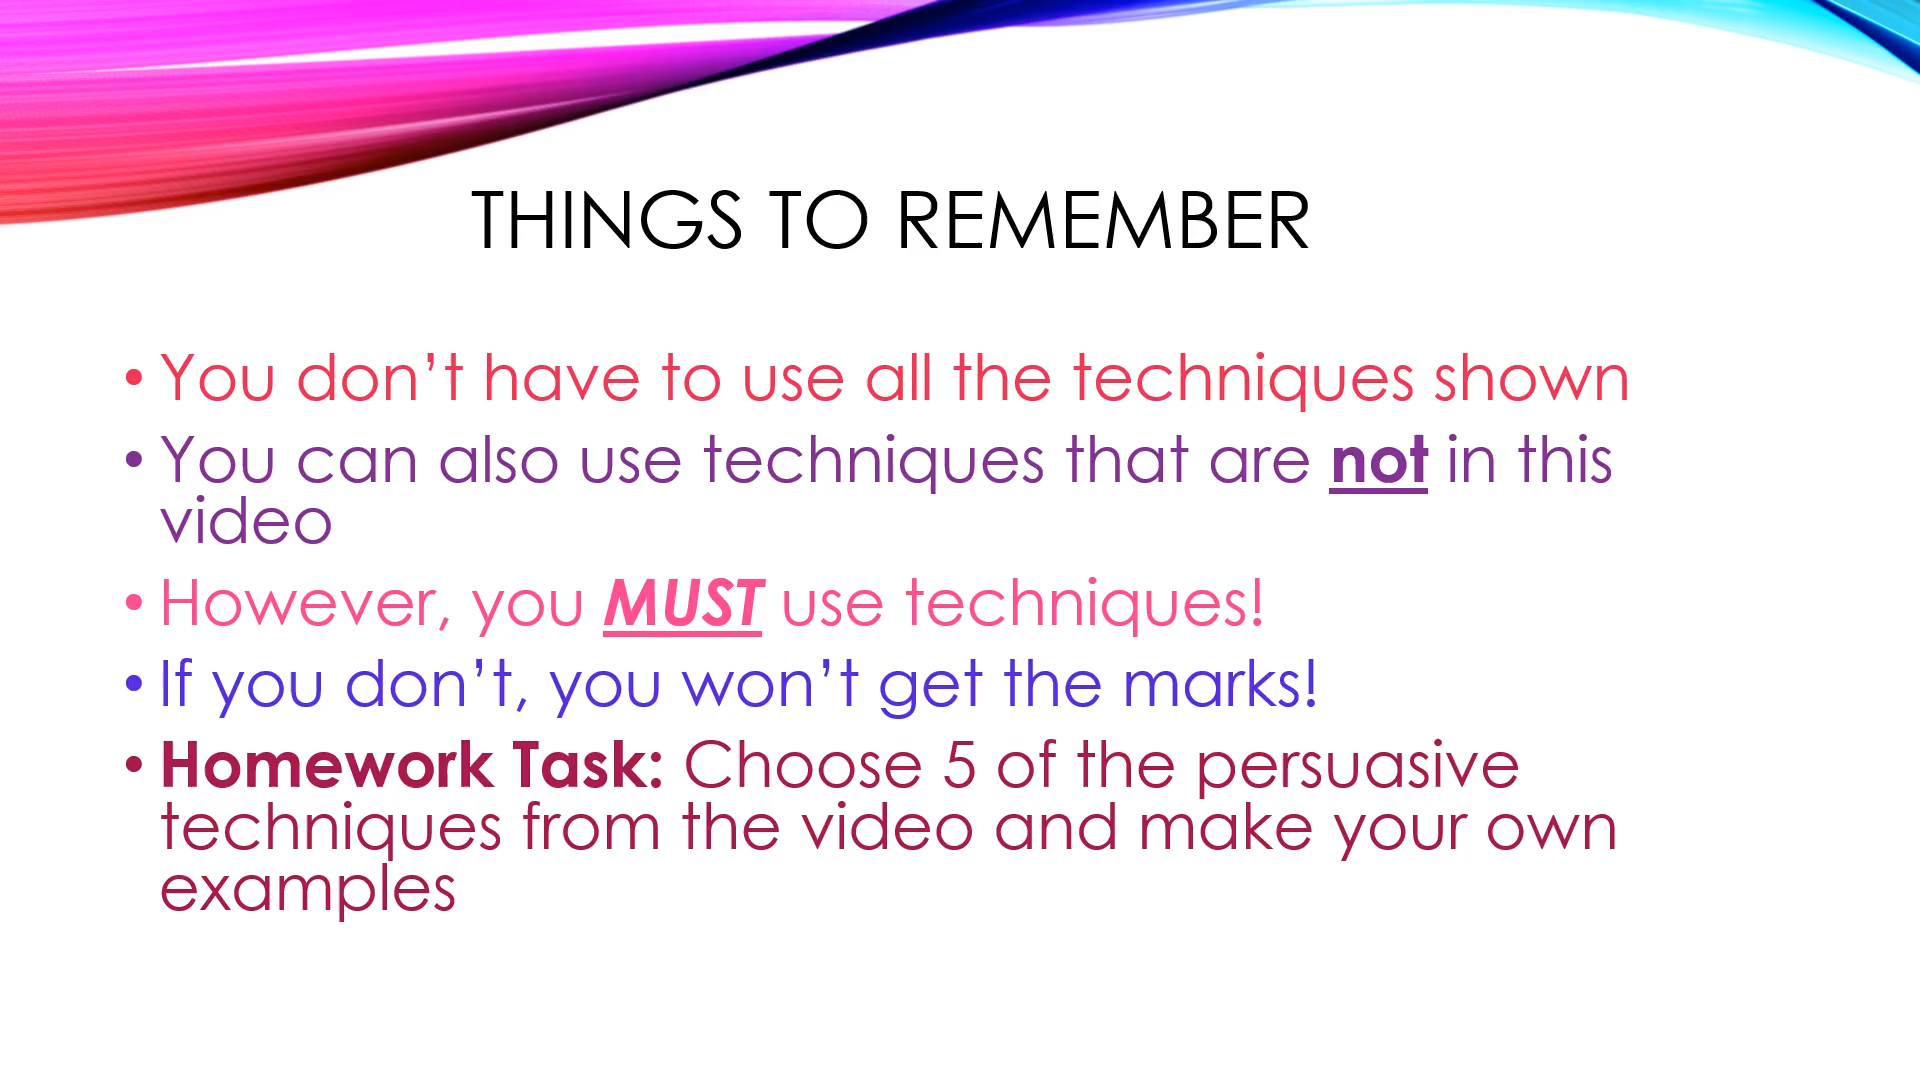 THINGS TO REMEMBER
• You don’t have to use all the techniques shown
• You can also use techniques that are not in this
video
• However, you MUST use techniques!
• If you don’t, you won’t get the marks!
• Homework Task: Choose 5 of the persuasive
techniques from the video and make your own
examples